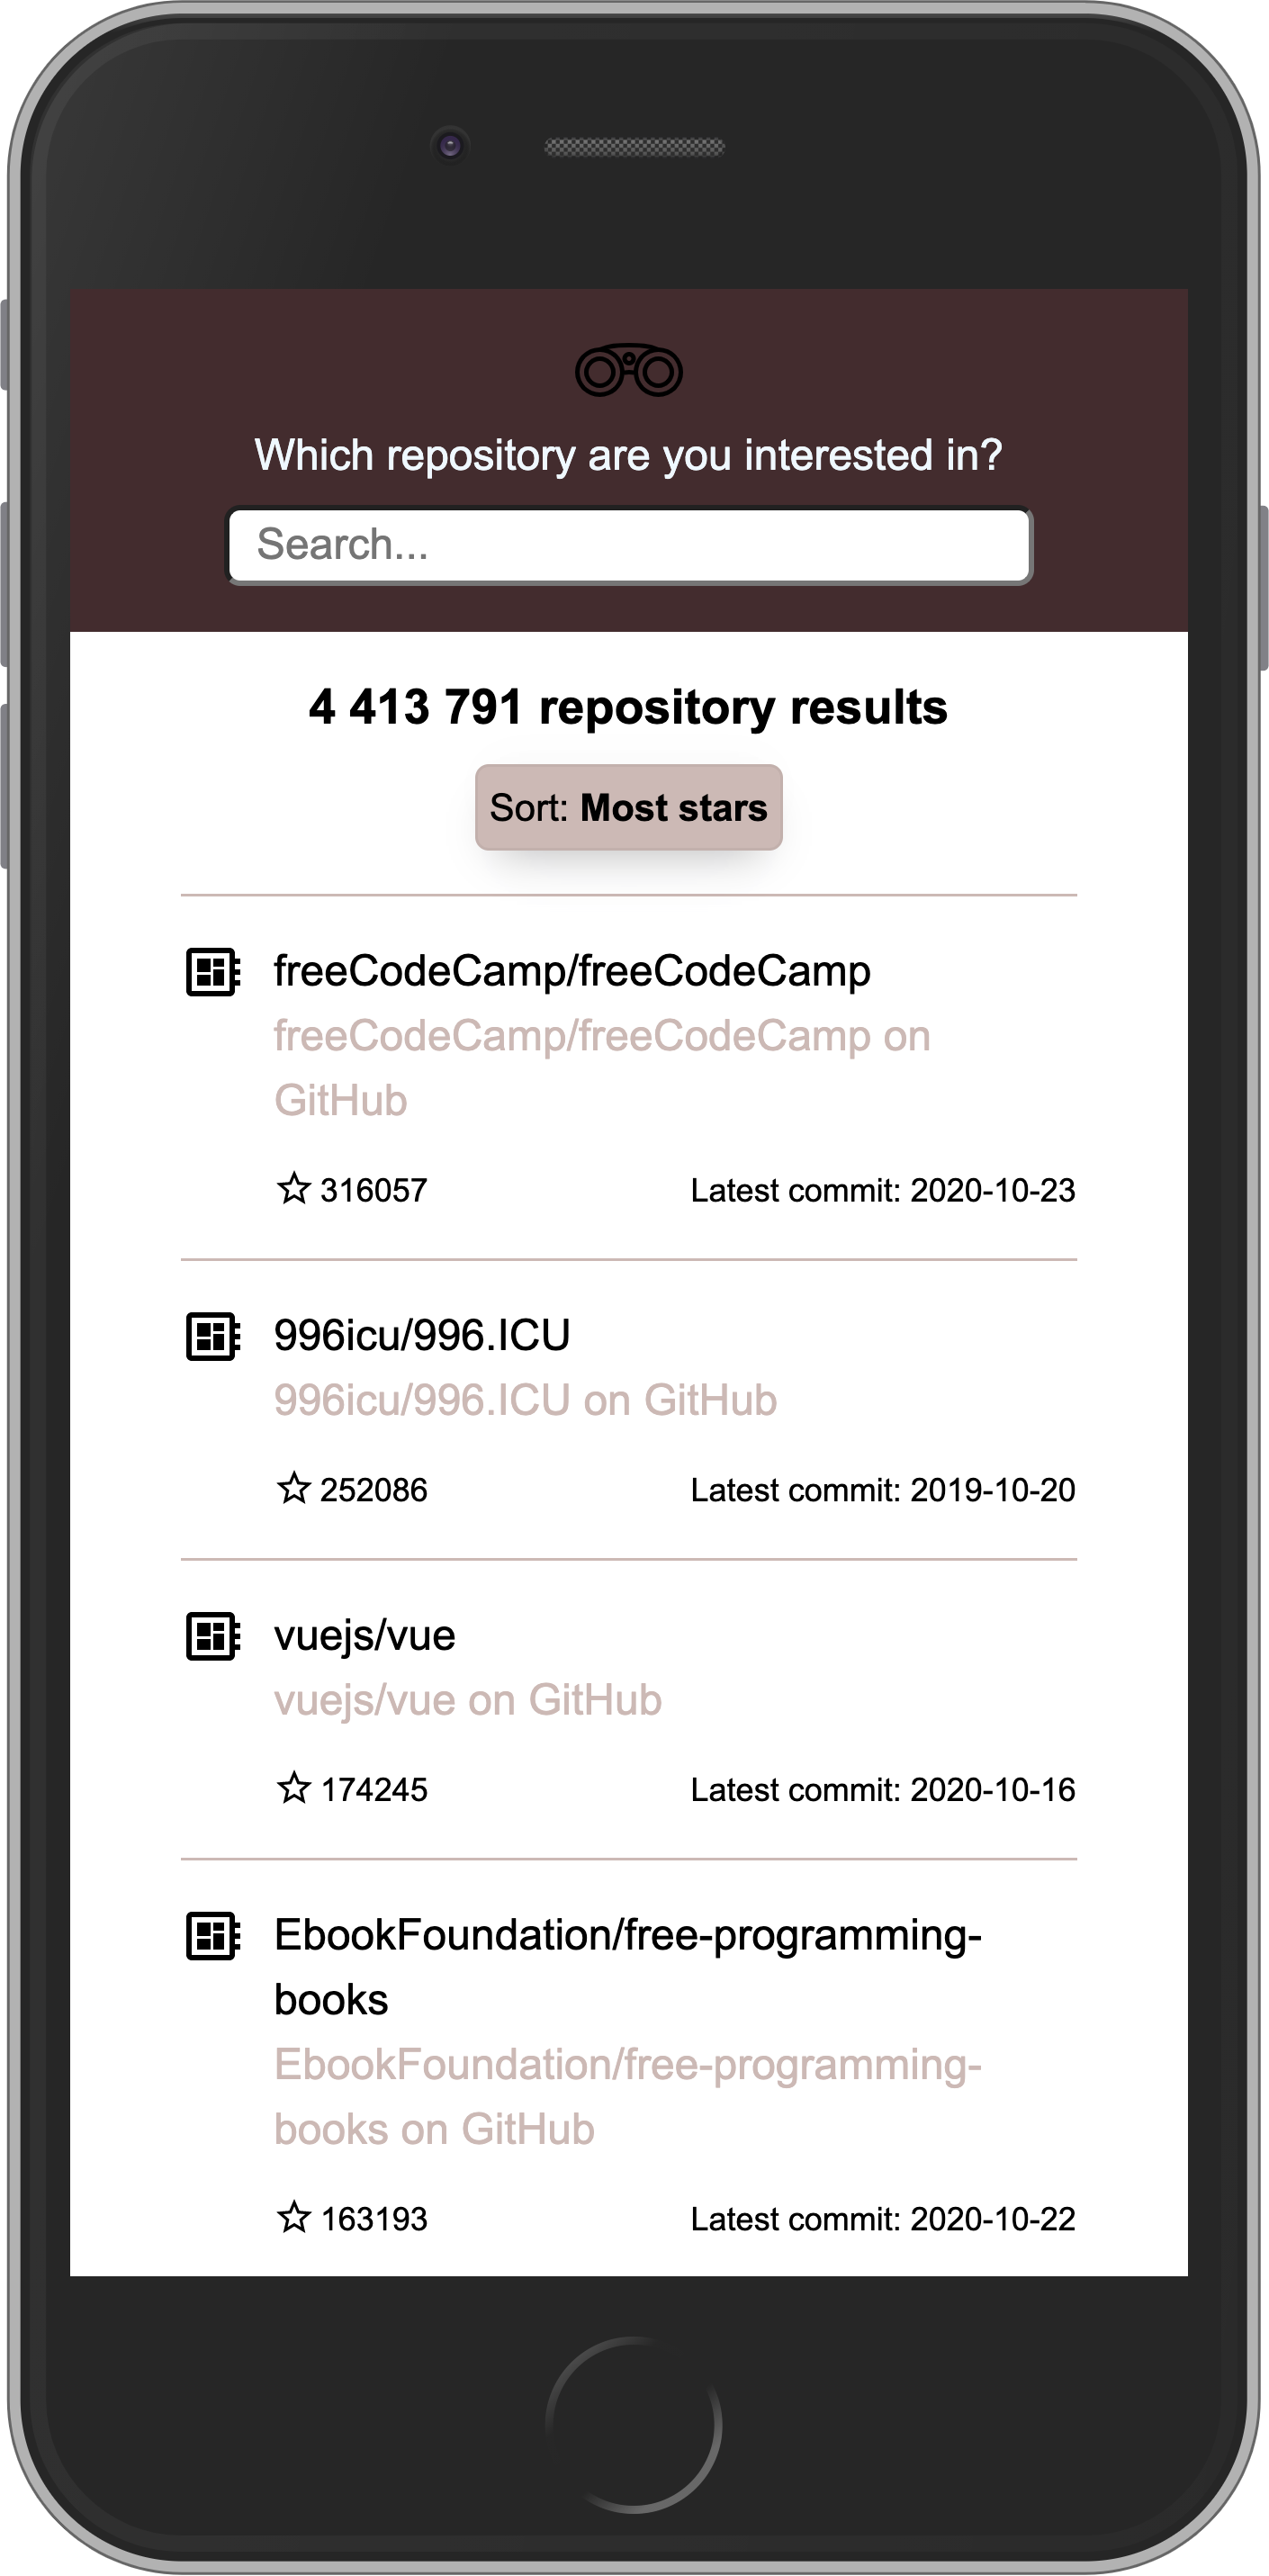 Which repository are you interested in?
Search...
4 413 791 repository results
Sort: Most stars
freeCodeCamp/freeCodeCamp
freeCodeCamp/freeCodeCamp on
GitHub
316057 Latest commit: 2020-10-23
996icu/996.ICU
996icu/996.ICU on GitHub
252086 Latest commit: 2019-10-20
vuejs/vue
vuejs/vue on GitHub
174245 Latest commit: 2020-10-16
EbookFoundation/free-programming-
books
EbookFoundation/free-programming-
books on GitHub
163193 Latest commit: 2020-10-22